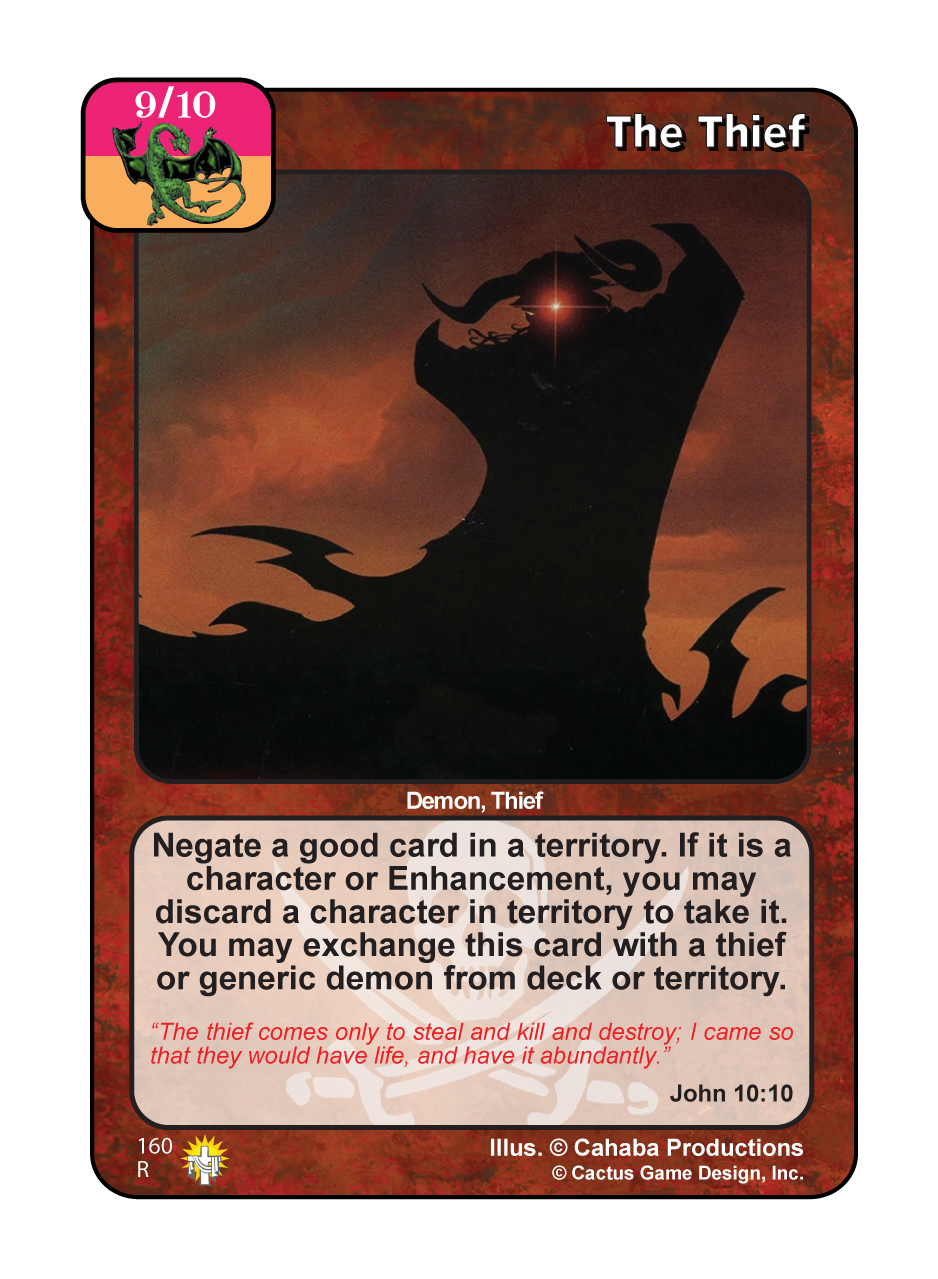 9/10
The Thief
Demon, Thief
Negate a good card in a territory. If it is a
character or Enhancement, you may
discard a character in territory to take it.
You may exchange this card with a thief
or generic demon from deck or territory.
“The thief comes only to steal and kill and destroy; I came so
that they would have life, and have it abundantly.”
John 10:10
160
R
Illus. © Cahaba Productions
© Cactus Game Design, Inc.